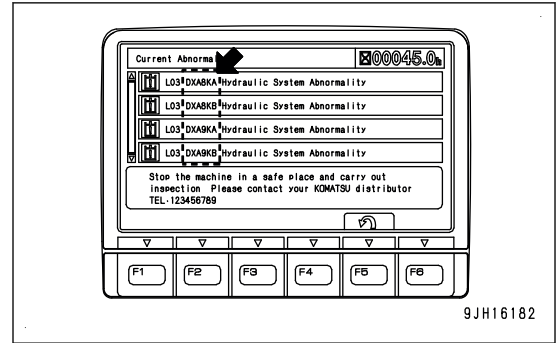 Current Abnorma 00045.0h
L03 DXA8KA Hydraulic System Abnormality
L03 DXA8KB Hydraulic System Abnormality
L03 DXA9KA Hydraulic System Abnormality
L03 DXA9KB Hydraulic System Abnormality
Stop the machine in a safe place and carry out
inspection Please contact your KOMATSU distributor
TEL.123456789
F1 F2 F3 F4 F5 F6
9JH16182